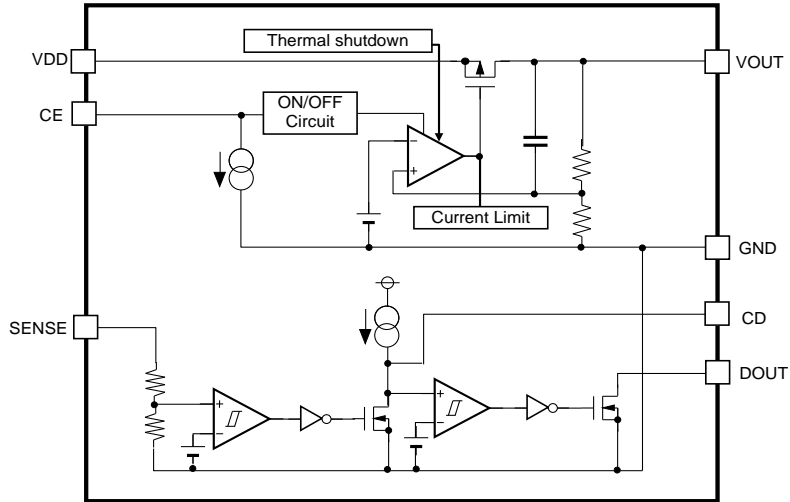 Thermal shutdown
VDD
VOUT
CE
ON/OFF
Circuit
−
+
Current Limit
GND
SENSE
CD
DOUT
+
−
+
−